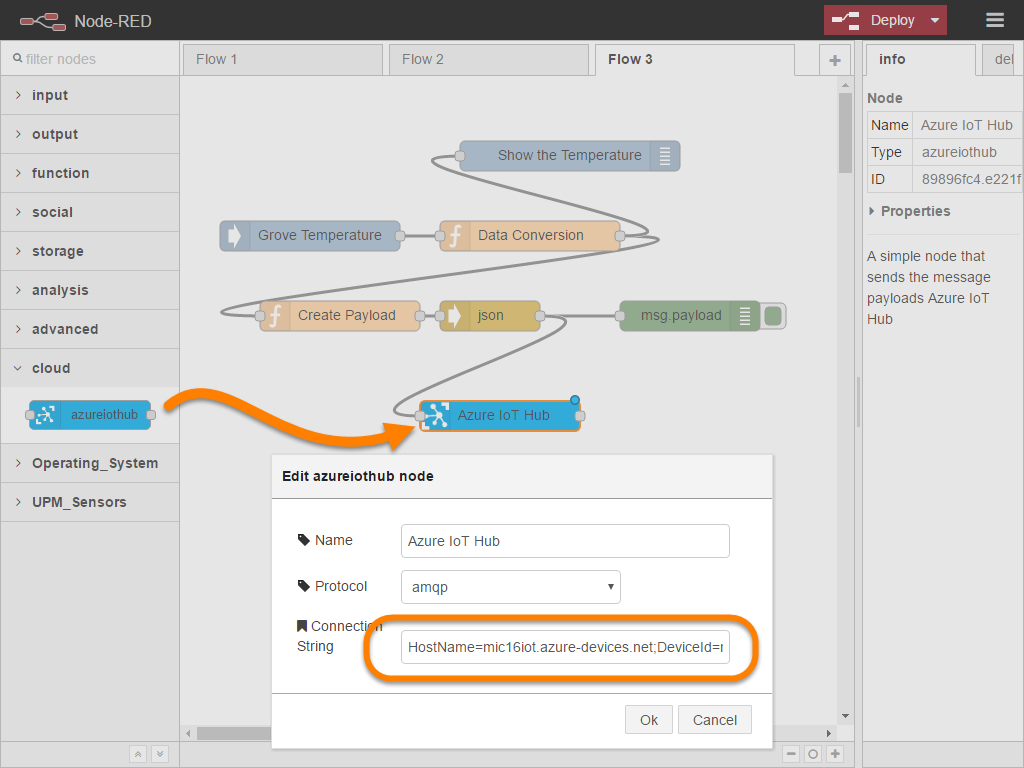 Node-RED
Deploy
filter nodes
Flow 1
Flow 2
Flow 3
info
input
output
function
social
storage
analysis
advanced
cloud
azureiothub
Operating_System
UPM_Sensors
Show the Temperature
Grove Temperature
Data Conversion
Create Payload
json
msg.payload
Azure IoT Hub
Node
Name Azure IoT Hub
Type azureiothub
ID 89896fc4.e221f
Properties
A simple node that
sends the message
payloads Azure IoT
Hub
Edit azureiothub node
Name Azure IoT Hub
Protocol amqp
Connection
String
HostName=mic16iot.azure-devices.net;DeviceId=
Ok Cancel